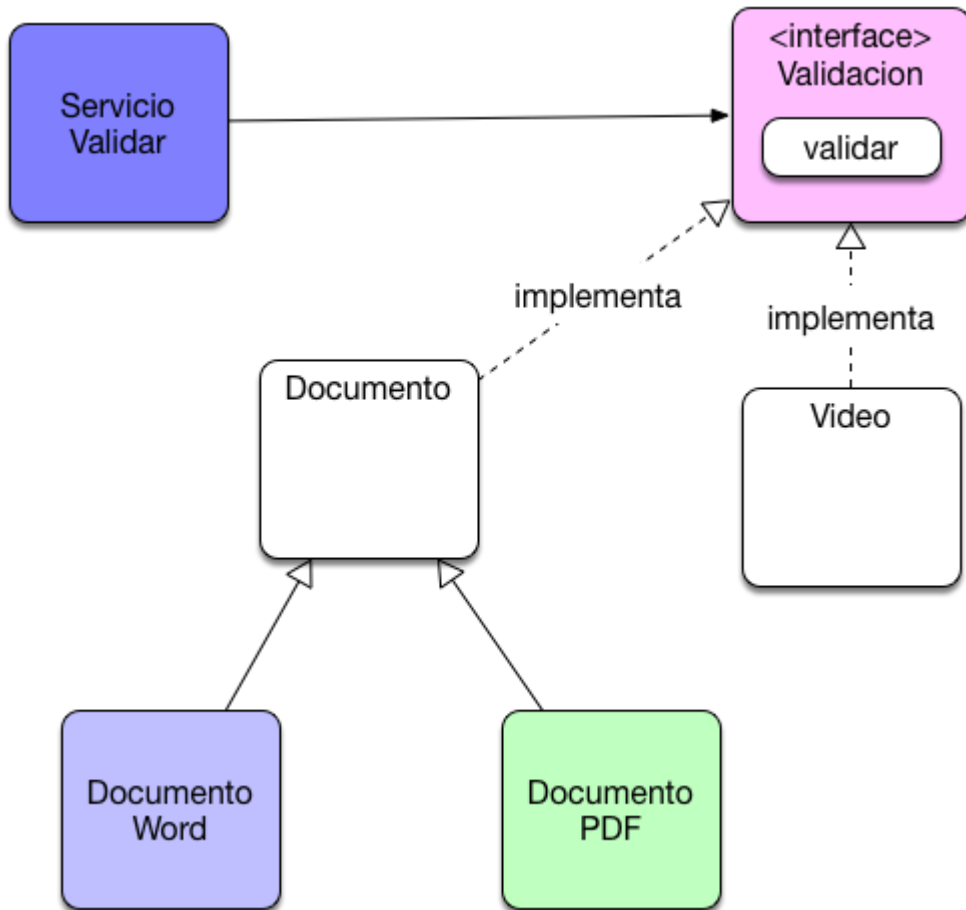 Servicio
Validar
<interface>
Validacion
validar
implementa
implementa
Documento
Video
Documento
Word
Documento
PDF